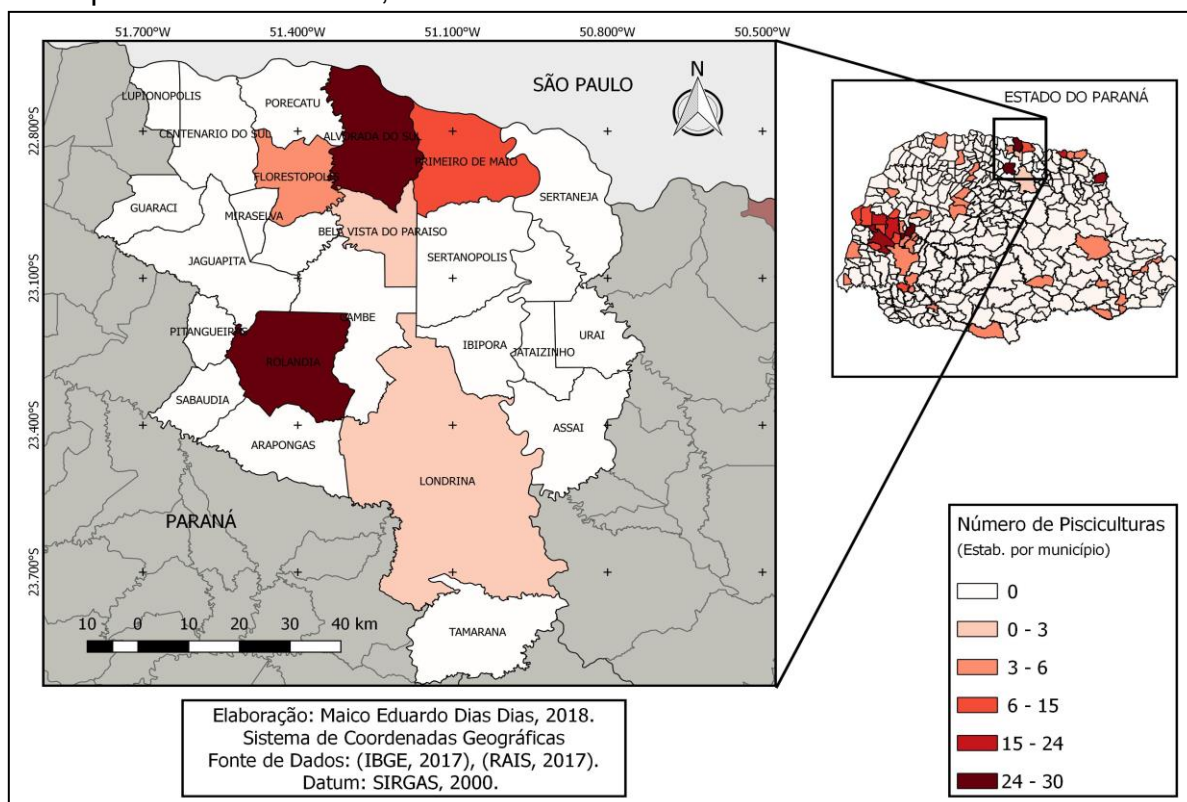 51.700°W 51.400°W 51.100°W 50.800°W 50.500°W
22.800°S
23.100°S
23.400°S
23.700°S
N
SÃO PAULO
LUPIONOPOLIS
PORECATU
CENTENARIO DO SUL
ALVORADA DO SUL
PRIMEIRO DE MAIO
FLORESTOPOLIS
GUARACI
MIRASELVA
SERTANEJA
BELA VISTA DO PARAISO
JAGUAPITA
SERTANOPOLIS
PITANGUEIRAS
CAMBE
IBIPORA
JATAIZINHO
URAI
ROLANDIA
SABAUDIA
ARAPONGAS
ASSAI
LONDRINA
PARANÁ
TAMARANA
10 0 10 20 30 40 km
ESTADO DO PARANÁ
Número de Pisciculturas
(Estab. por município)
0
0 - 3
3 - 6
6 - 15
15 - 24
24 - 30
Elaboração: Maico Eduardo Dias Dias, 2018.
Sistema de Coordenadas Geográficas
Fonte de Dados: (IBGE, 2017), (RAIS, 2017).
Datum: SIRGAS, 2000.